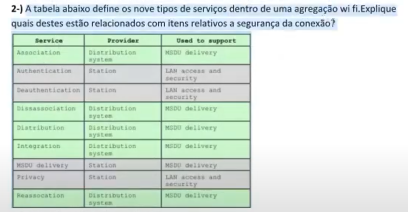 2-) A tabela abaixo define os nove tipos de serviços dentro de uma agregação wi fi.Explique
quais destes estão relacionados com itens relativos a segurança da conexão?
Service Provider Used to support
Association Distribution system MSDU delivery
Authentication Station LAN access and security
Deauthentication Station LAN access and security
Disassociation Distribution system MSDU delivery
Distribution Distribution system MSDU delivery
Integration Distribution system MSDU delivery
MSDU delivery Station MSDU delivery
Privacy Station LAN access and security
Reassociation Distribution system MSDU delivery